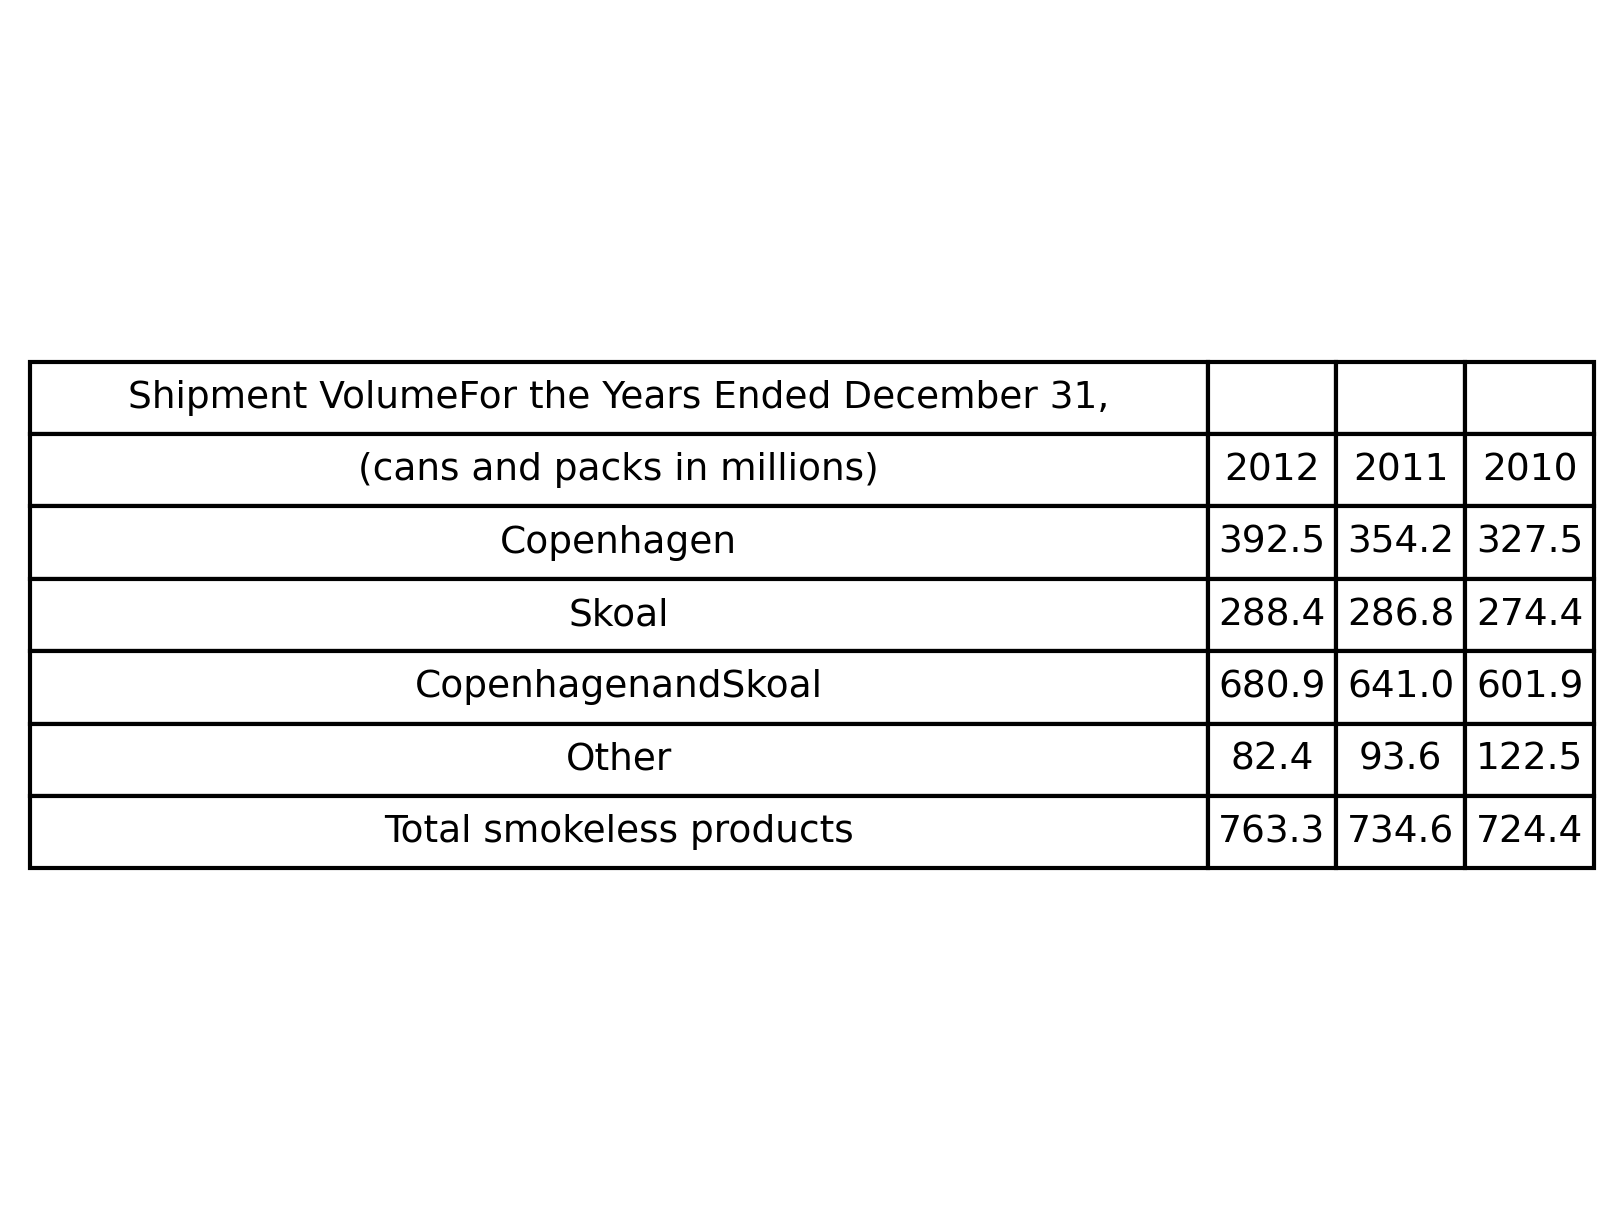 Shipment VolumeFor the Years Ended December 31,
(cans and packs in millions) 2012 2011 2010
Copenhagen 392.5 354.2 327.5
Skoal 288.4 286.8 274.4
CopenhagenandSkoal 680.9 641.0 601.9
Other 82.4 93.6 122.5
Total smokeless products 763.3 734.6 724.4